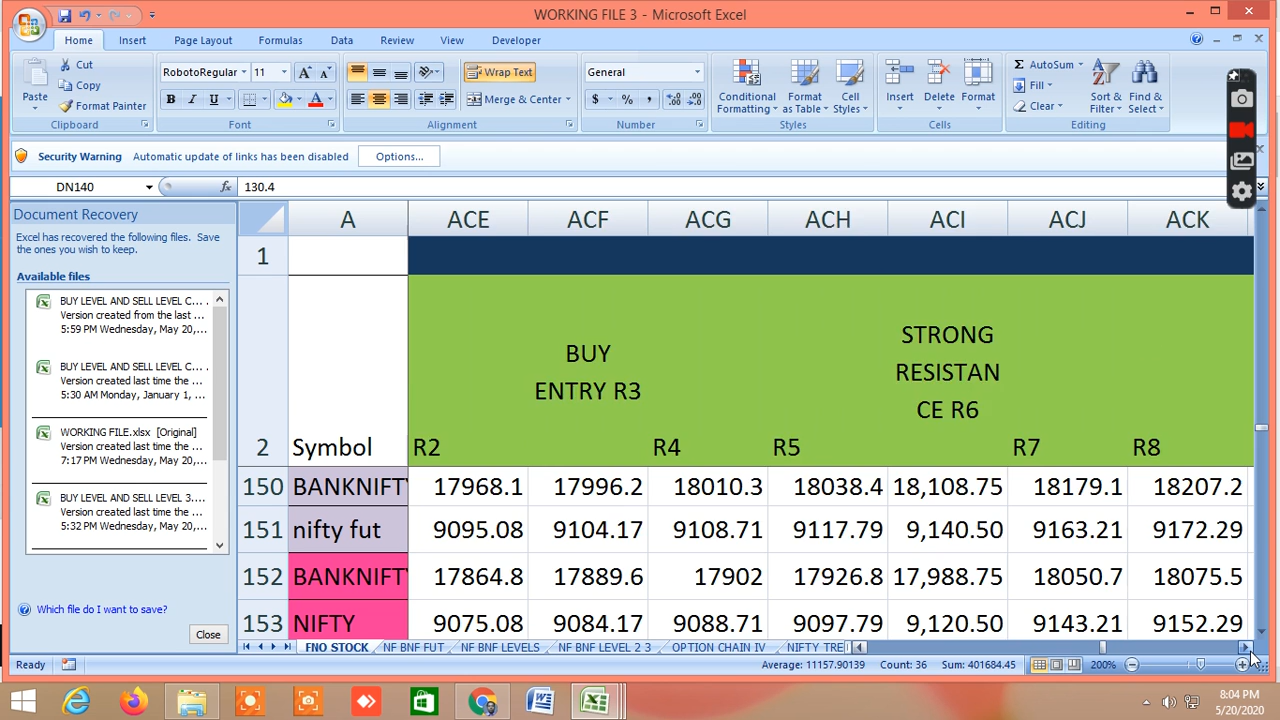 WORKING FILE 3 - Microsoft Excel
Home Insert Page Layout Formulas Data Review View Developer
Paste Cut Copy Format Painter
RobotoRegular 11
B I U
Wrap Text
Merge & Center
General
$ % ,
Conditional Formatting
Format as Table
Cell Styles
Insert Delete Format
AutoSum
Fill
Clear
Sort & Filter
Find & Select
Clipboard Font Alignment Number Styles Cells Editing
Security Warning Automatic update of links has been disabled Options...
DN140 fx 130.4
Document Recovery
Excel has recovered the following files. Save
the ones you wish to keep.
Available files
BUY LEVEL AND SELL LEVEL C... .
Version created from the last ...
5:59 PM Wednesday, May 20,...
BUY LEVEL AND SELL LEVEL C... .
Version created last time the ...
5:30 AM Monday, January 1, ...
WORKING FILE.xlsx [Original]
Version created last time the ...
7:17 PM Wednesday, May 20,...
BUY LEVEL AND SELL LEVEL 3....
Version created last time the ...
5:32 PM Wednesday, May 20,...
Which file do I want to save?
Close
A ACE ACF ACG ACH ACI ACJ ACK
1
2 Symbol R2 BUY ENTRY R3 R4 R5 STRONG RESISTAN CE R6 R7 R8
150 BANKNIFTY 17968.1 17996.2 18010.3 18038.4 18,108.75 18179.1 18207.2
151 nifty fut 9095.08 9104.17 9108.71 9117.79 9,140.50 9163.21 9172.29
152 BANKNIFTY 17864.8 17889.6 17902 17926.8 17,988.75 18050.7 18075.5
153 NIFTY 9075.08 9084.17 9088.71 9097.79 9,120.50 9143.21 9152.29
FNO STOCK NF BNF FUT NF BNF LEVELS NF BNF LEVEL 2 3 OPTION CHAIN IV NIFTY TRE
Ready Average: 11157.90139 Count: 36 Sum: 401684.45 200%
8:04 PM
5/20/2020